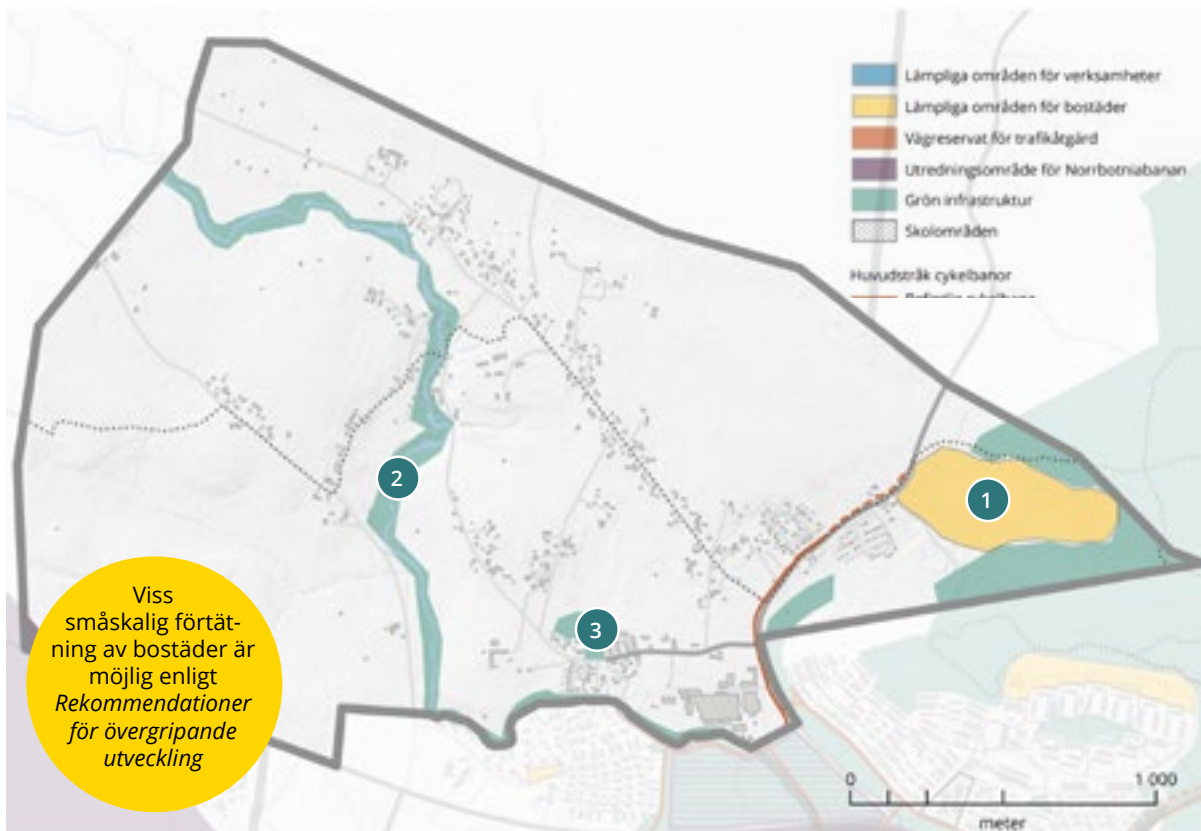 Lämpliga områden för verksamheter
Lämpliga områden för bostäder
Vägreservat för trafikåtgärd
Utredningsområde för Norrbotniabanan
Grön infrastruktur
Skolområden
Huvudstråk cykelbanor
1
2
3
Viss
småskalig förtät-
ning av bostäder är
möjlig enligt
Rekommendationer
för övergripande
utveckling
0 1 000
meter